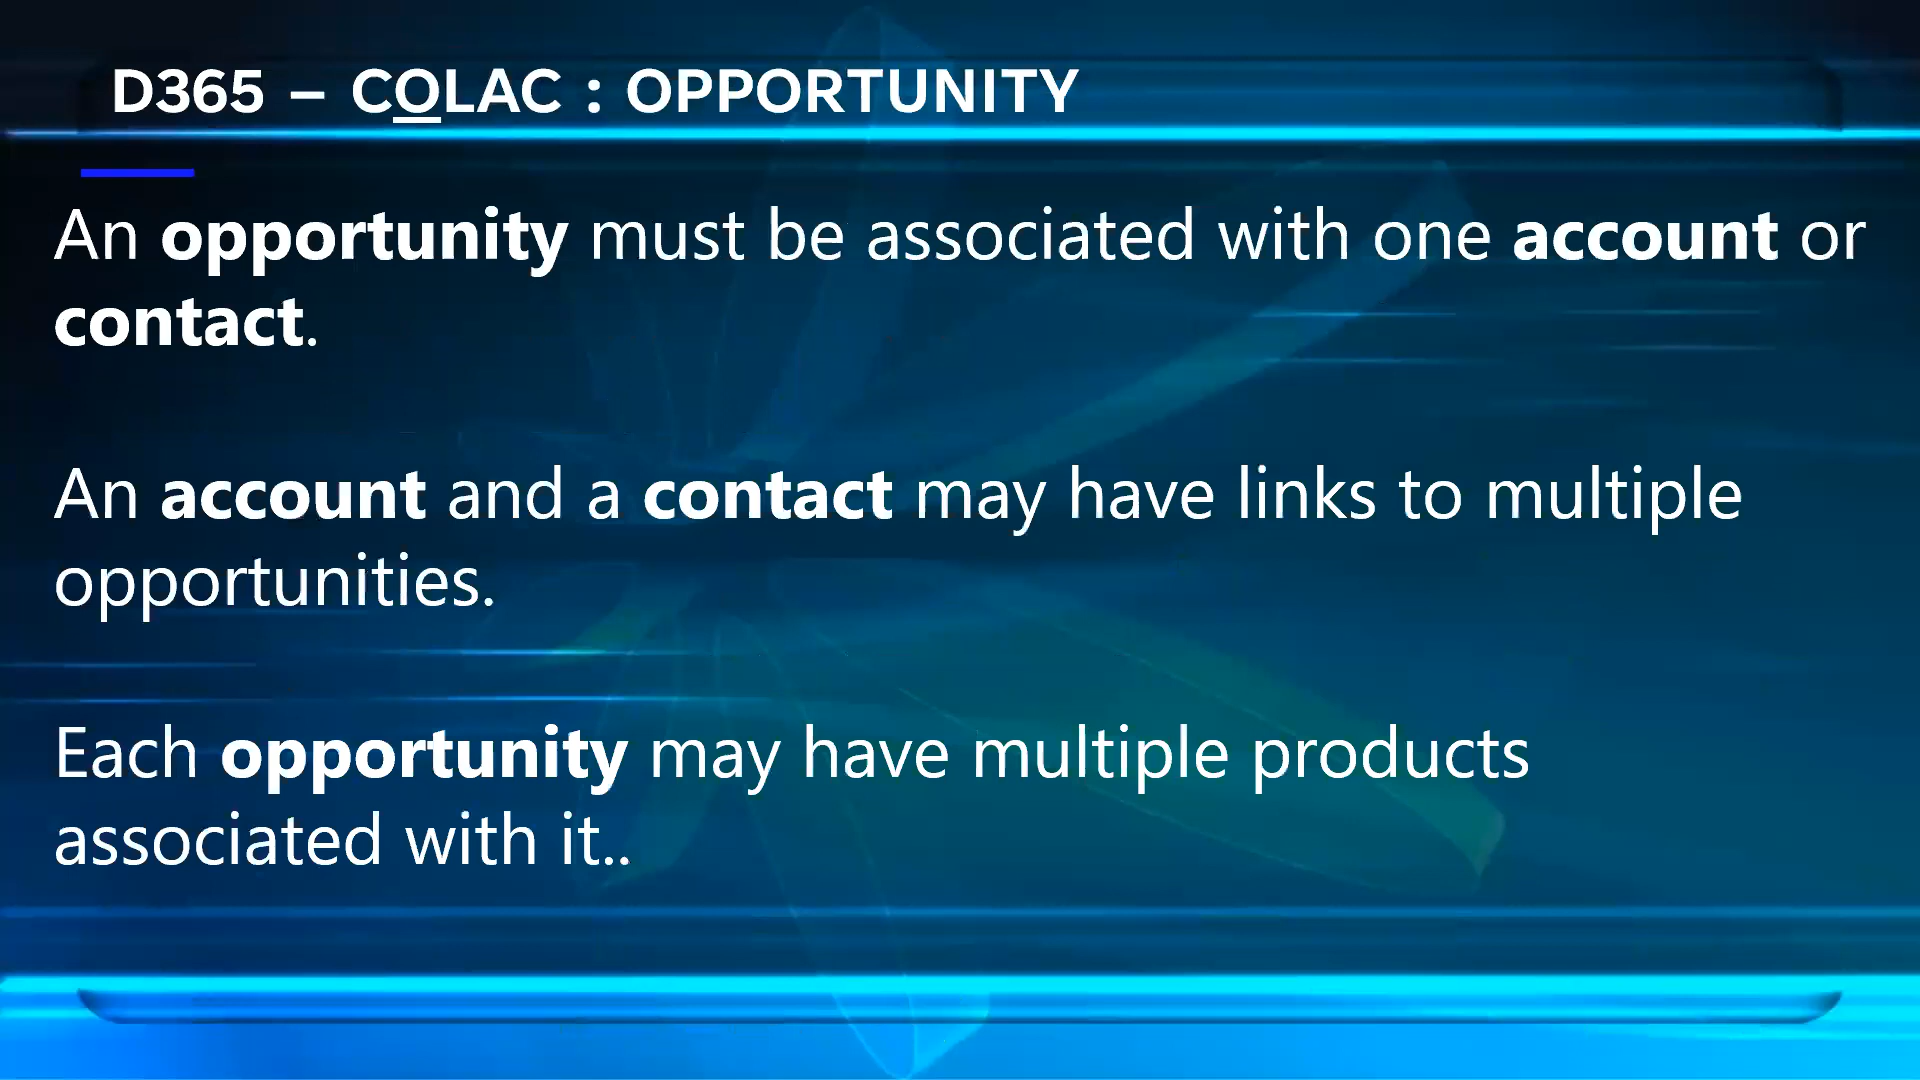 D365 – COLAC : OPPORTUNITY
An opportunity must be associated with one account or
contact.
An account and a contact may have links to multiple
opportunities.
Each opportunity may have multiple products
associated with it..